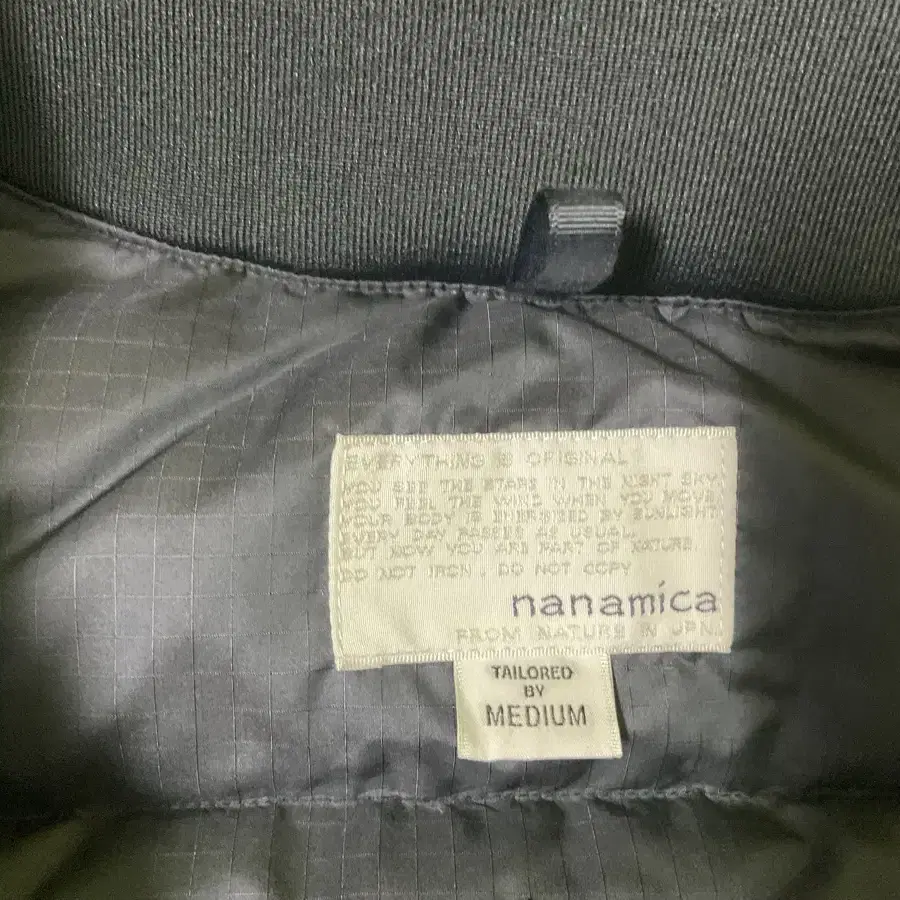 EVERYTHING IS ORIGINAL
YOU SEE THE STARS IN THE NIGHT SKY.
YOU FEEL THE WIND WHEN YOU MOVE.
YOUR BODY IS ENERGIZED BY SUNLIGHT.
EVERY DAY PASSES AS USUAL.
BUT NOW YOU ARE PART OF NATURE.
DO NOT IRON . DO NOT COPY
nanamica
FROM NATURE IN JPN.
TAILORED
BY
MEDIUM